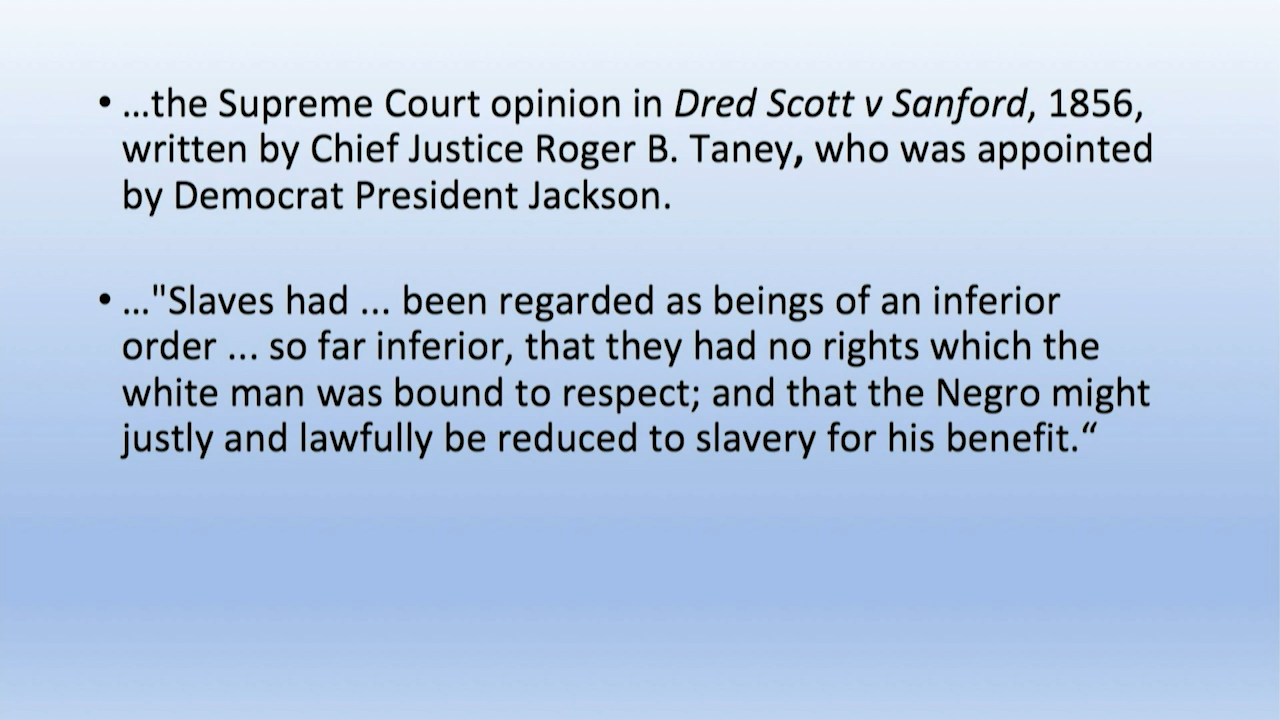 • ...the Supreme Court opinion in Dred Scott v Sanford, 1856,
written by Chief Justice Roger B. Taney, who was appointed
by Democrat President Jackson.
• ..."Slaves had ... been regarded as beings of an inferior
order ... so far inferior, that they had no rights which the
white man was bound to respect; and that the Negro might
justly and lawfully be reduced to slavery for his benefit.“